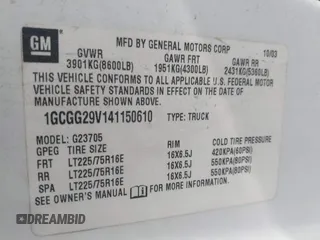 GM
MFD BY GENERAL MOTORS CORP 10/03
GVWR GAWR FRT GAWR RR
3901KG(8600LB) 1951KG(4300LB) 2431KG(5360LB)
THIS VEHICLE CONFORMS TO ALL APPLICABLE U.S. FEDERAL MOTOR
VEHICLE SAFETY STANDARDS IN EFFECT ON THE DATE OF
MANUFACTURE SHOWN ABOVE.
1GCGG29V141150610 TYPE: TRUCK
MODEL: G23705
GPEG TIRE SIZE RIM COLD TIRE PRESSURE
FRT LT225/75R16E 16X6.5J 420KPA(60PSI)
RR LT225/75R16E 16X6.5J 550KPA(80PSI)
SPA LT225/75R16E 16X6.5J 550KPA(80PSI)
SEE OWNER'S MANUAL FOR ADDITIONAL INFORMATION
DREAMBID